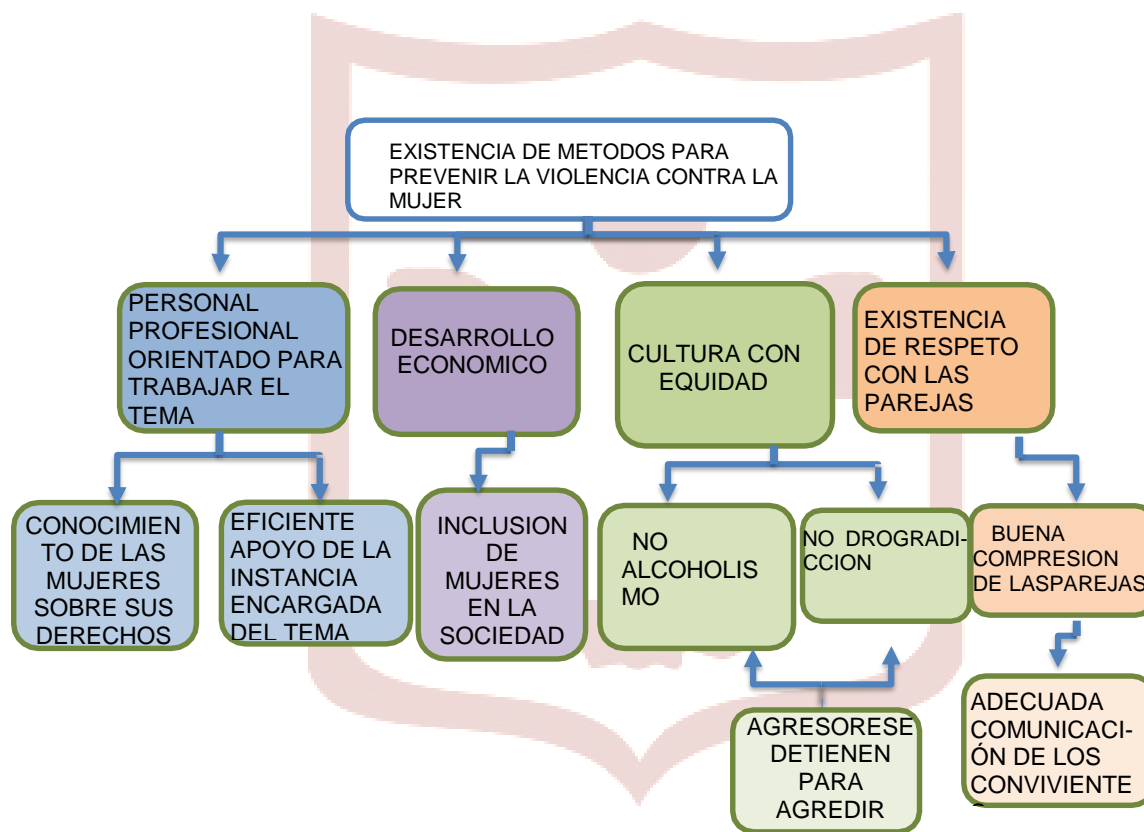 EXISTENCIA DE METODOS PARA
PREVENIR LA VIOLENCIA CONTRA LA
MUJER
PERSONAL
PROFESIONAL
ORIENTADO PARA
TRABAJAR EL
TEMA
DESARROLLO
ECONOMICO
CULTURA CON
EQUIDAD
EXISTENCIA
DE RESPETO
CON LAS
PAREJAS
CONOCIMIEN
TO DE LAS
MUJERES
SOBRE SUS
DERECHOS
EFICIENTE
APOYO DE LA
INSTANCIA
ENCARGADA
DEL TEMA
INCLUSION
DE
MUJERES
EN LA
SOCIEDAD
NO
ALCOHOLIS
MO
NO DROGRADI-
CCION
BUENA
COMPRESION
DE LASPAREJAS
AGRESORESE
DETIENEN
PARA
AGREDIR
ADECUADA
COMUNICACI-
ÓN DE LOS
CONVIVIENTE